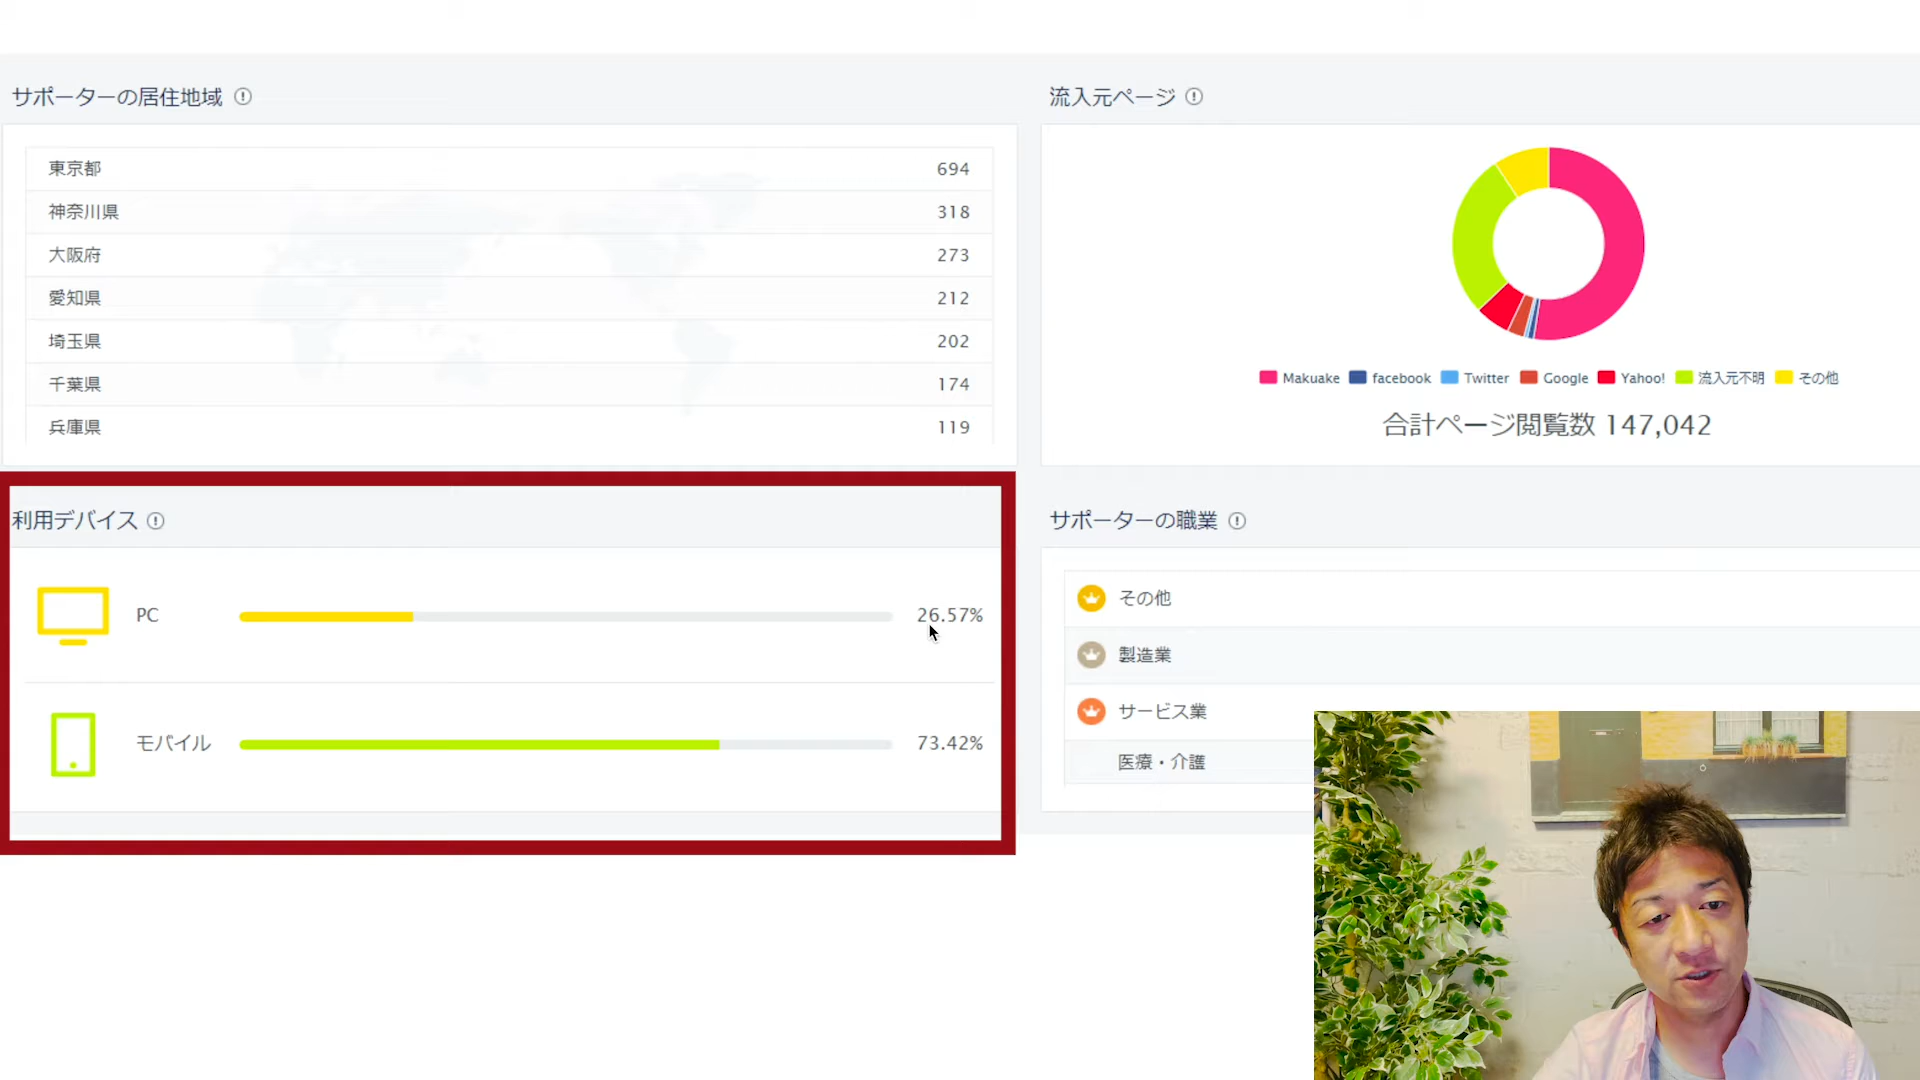 サポーターの居住地域
東京都 694
神奈川県 318
大阪府 273
愛知県 212
埼玉県 202
千葉県 174
兵庫県 119
流入元ページ
Makuake facebook Twitter Google Yahoo! 流入元不明 その他
合計ページ閲覧数 147,042
利用デバイス
PC 26.57%
モバイル 73.42%
サポーターの職業
その他
製造業
サービス業
医療・介護